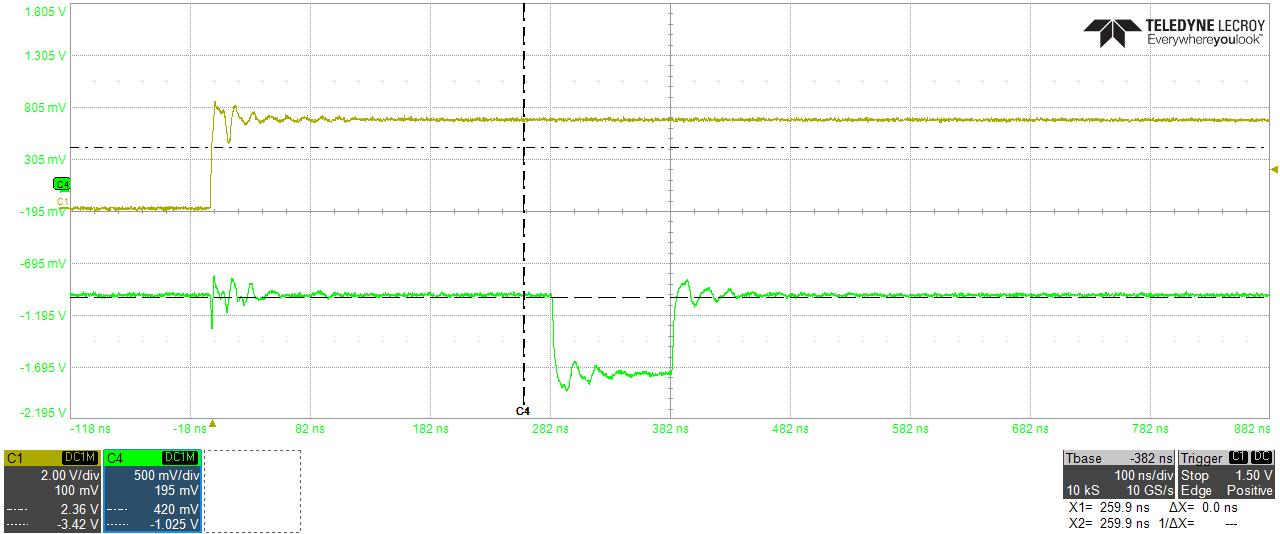 1.805 V
TELEDYNE LECROY
Everywhereyoulook™
1.305 V
805 mV
305 mV
C4
C1
-195 mV
-695 mV
-1.195 V
-1.695 V
-2.195 V
C4
-118 ns -18 ns 82 ns 182 ns 282 ns 382 ns 482 ns 582 ns 682 ns 782 ns 882 ns
C1 DC1M
2.00 V/div
100 mV
2.36 V
-3.42 V
C4 DC1M
500 mV/div
195 mV
420 mV
-1.025 V
Tbase -382 ns
100 ns/div
10 kS 10 GS/s
Trigger C1 DC
Stop 1.50 V
Edge Positive
X1= 259.9 ns ΔX= 0.0 ns
X2= 259.9 ns 1/ΔX= ---